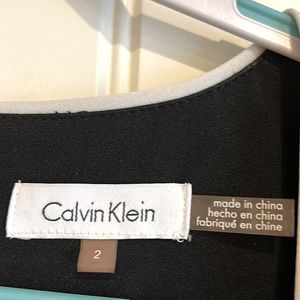 Calvin Klein
made in china
hecho en china
fabriqué en chine
2